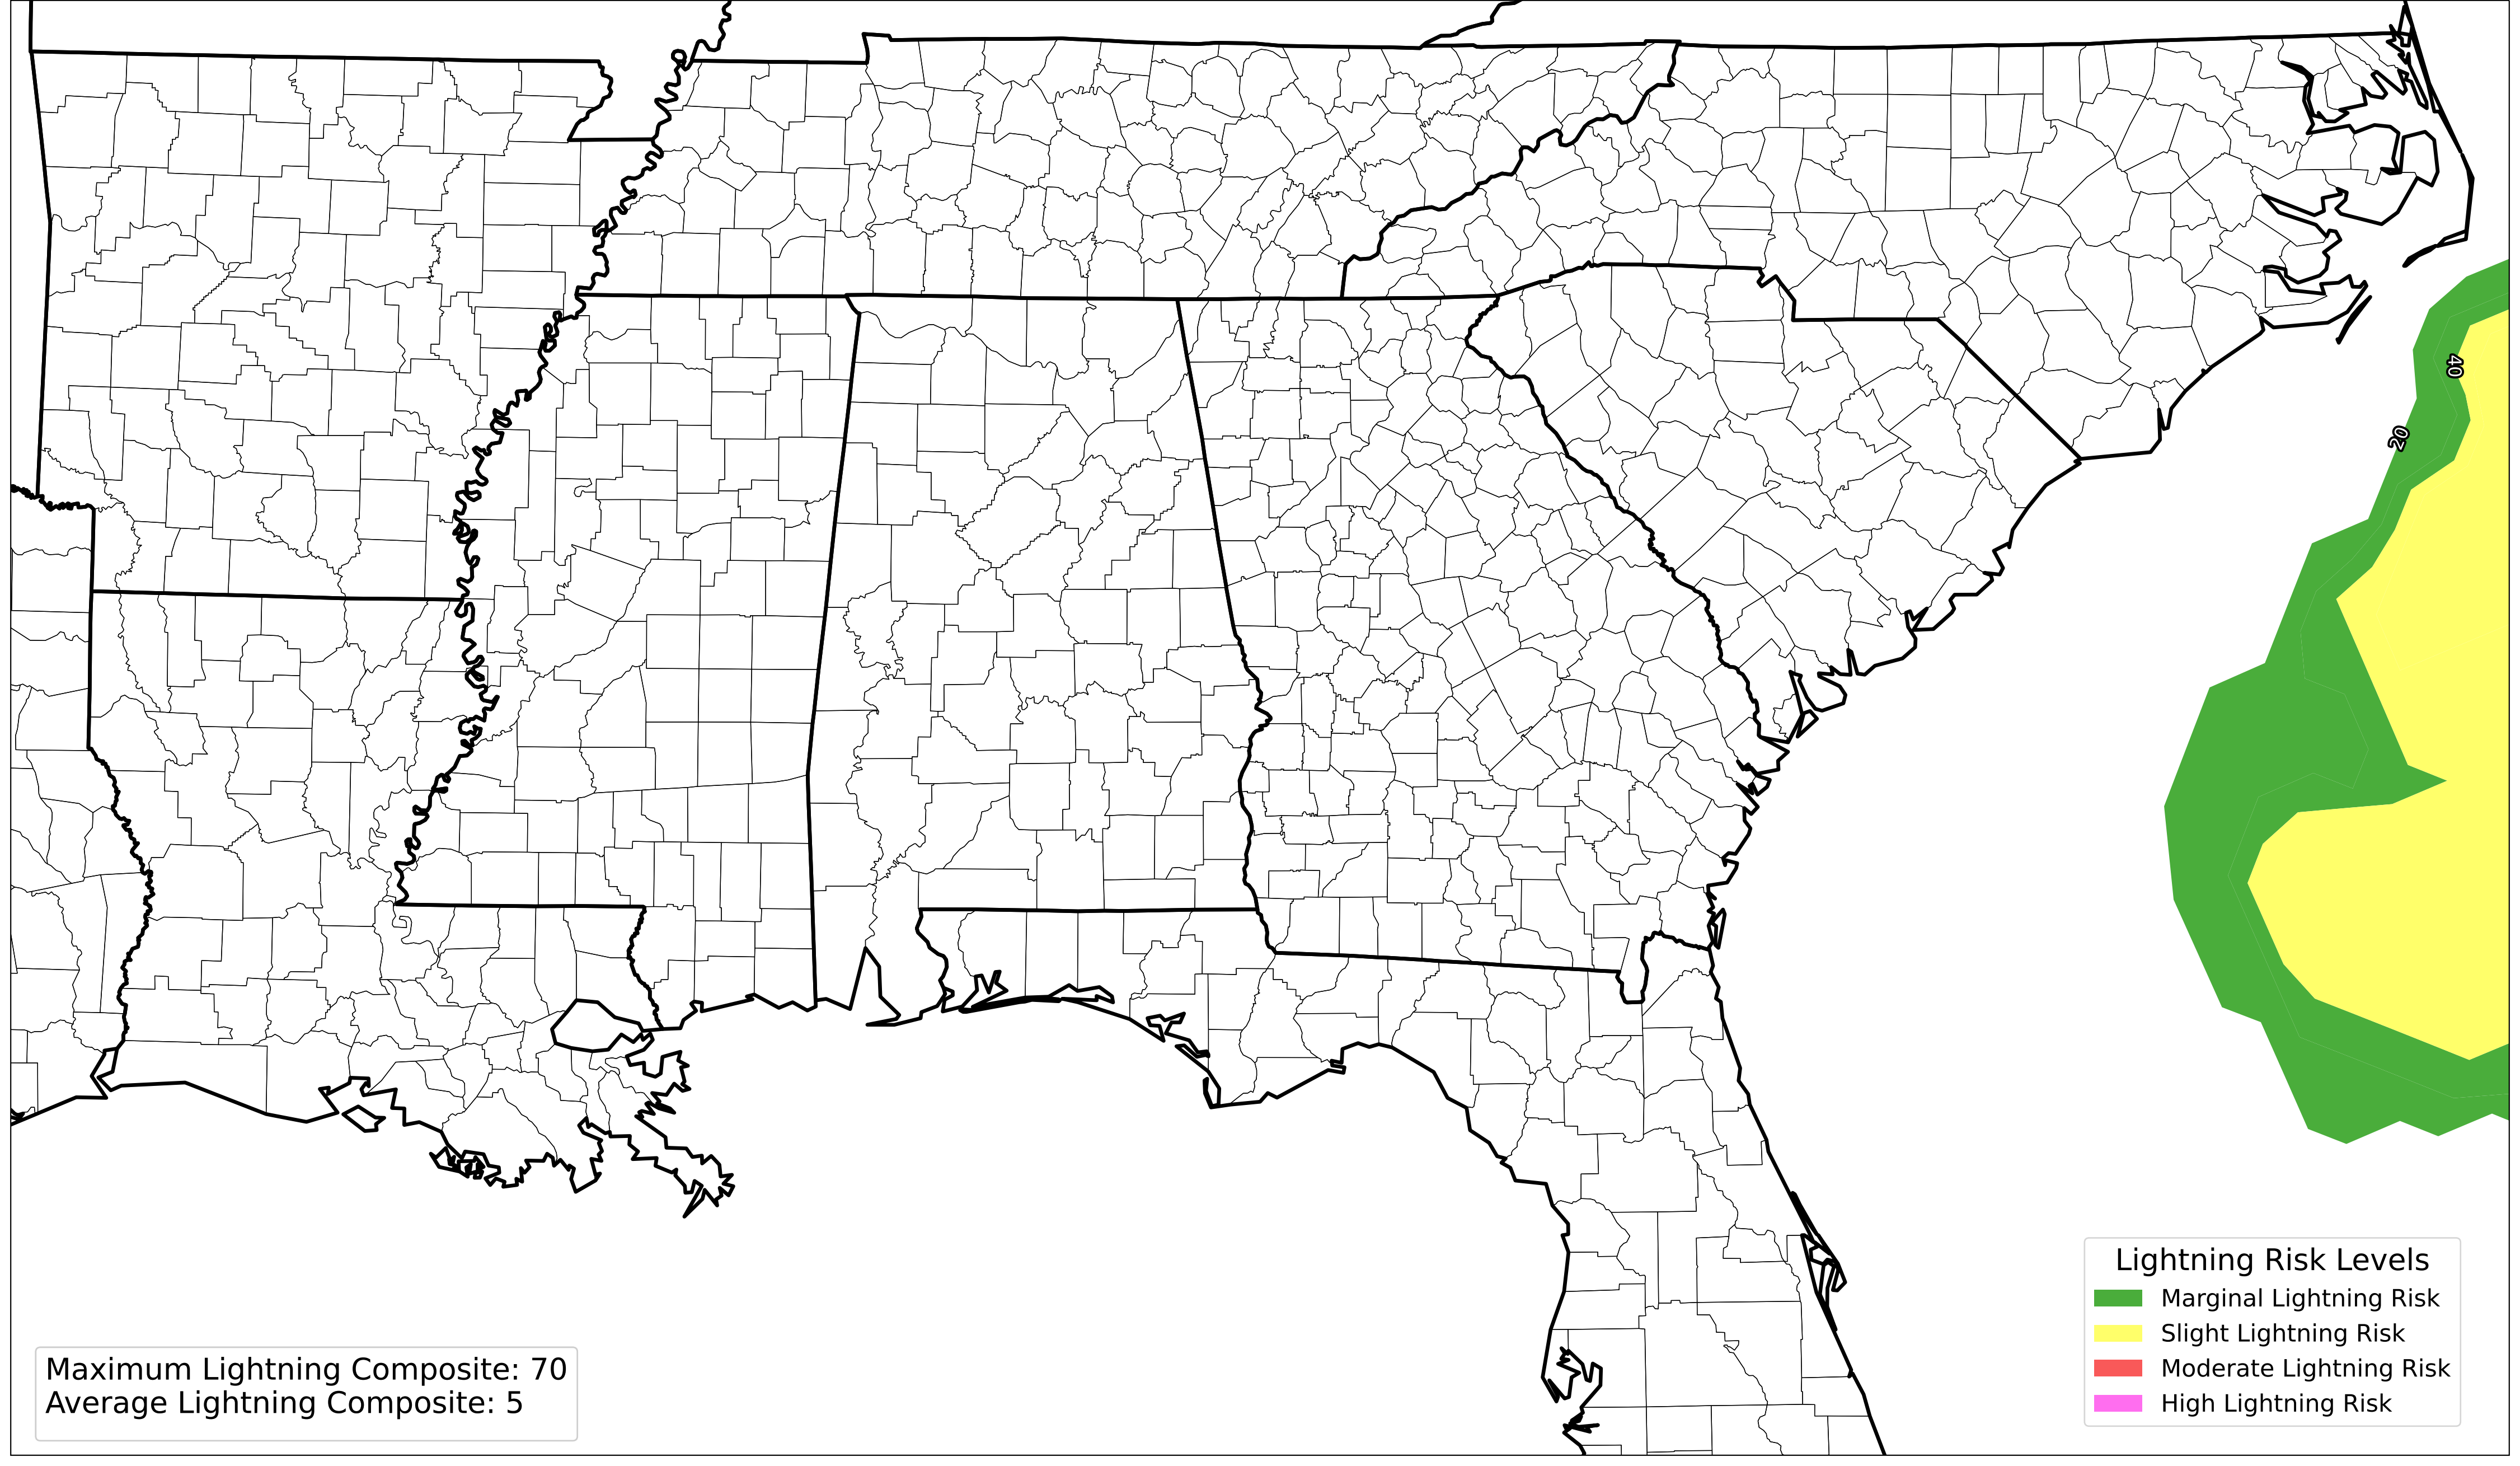 40
20
Lightning Risk Levels
Marginal Lightning Risk
Slight Lightning Risk
Moderate Lightning Risk
High Lightning Risk
Maximum Lightning Composite: 70
Average Lightning Composite: 5